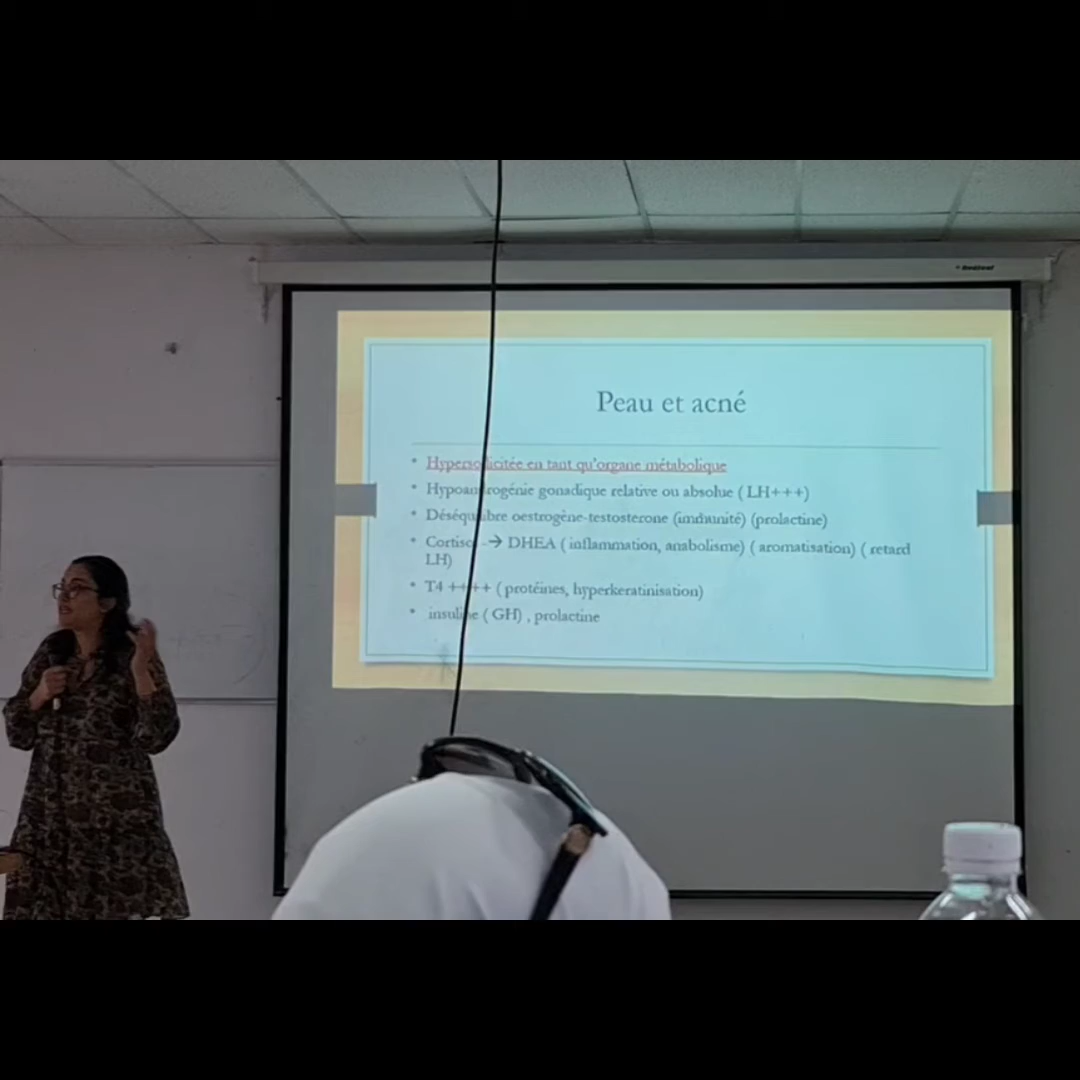 Peau et acné
• Hypersollicitée en tant qu'organe métabolique
• Hypoandrogénie gonadique relative ou absolue ( LH+++)
• Déséquilibre oestrogène-testosterone (immunité) (prolactine)
• Cortisol → DHEA ( inflammation, anabolisme) ( aromatisation) ( retard
LH)
• T4 ++++ ( protéines, hyperkeratinisation)
• insuline ( GH) , prolactine